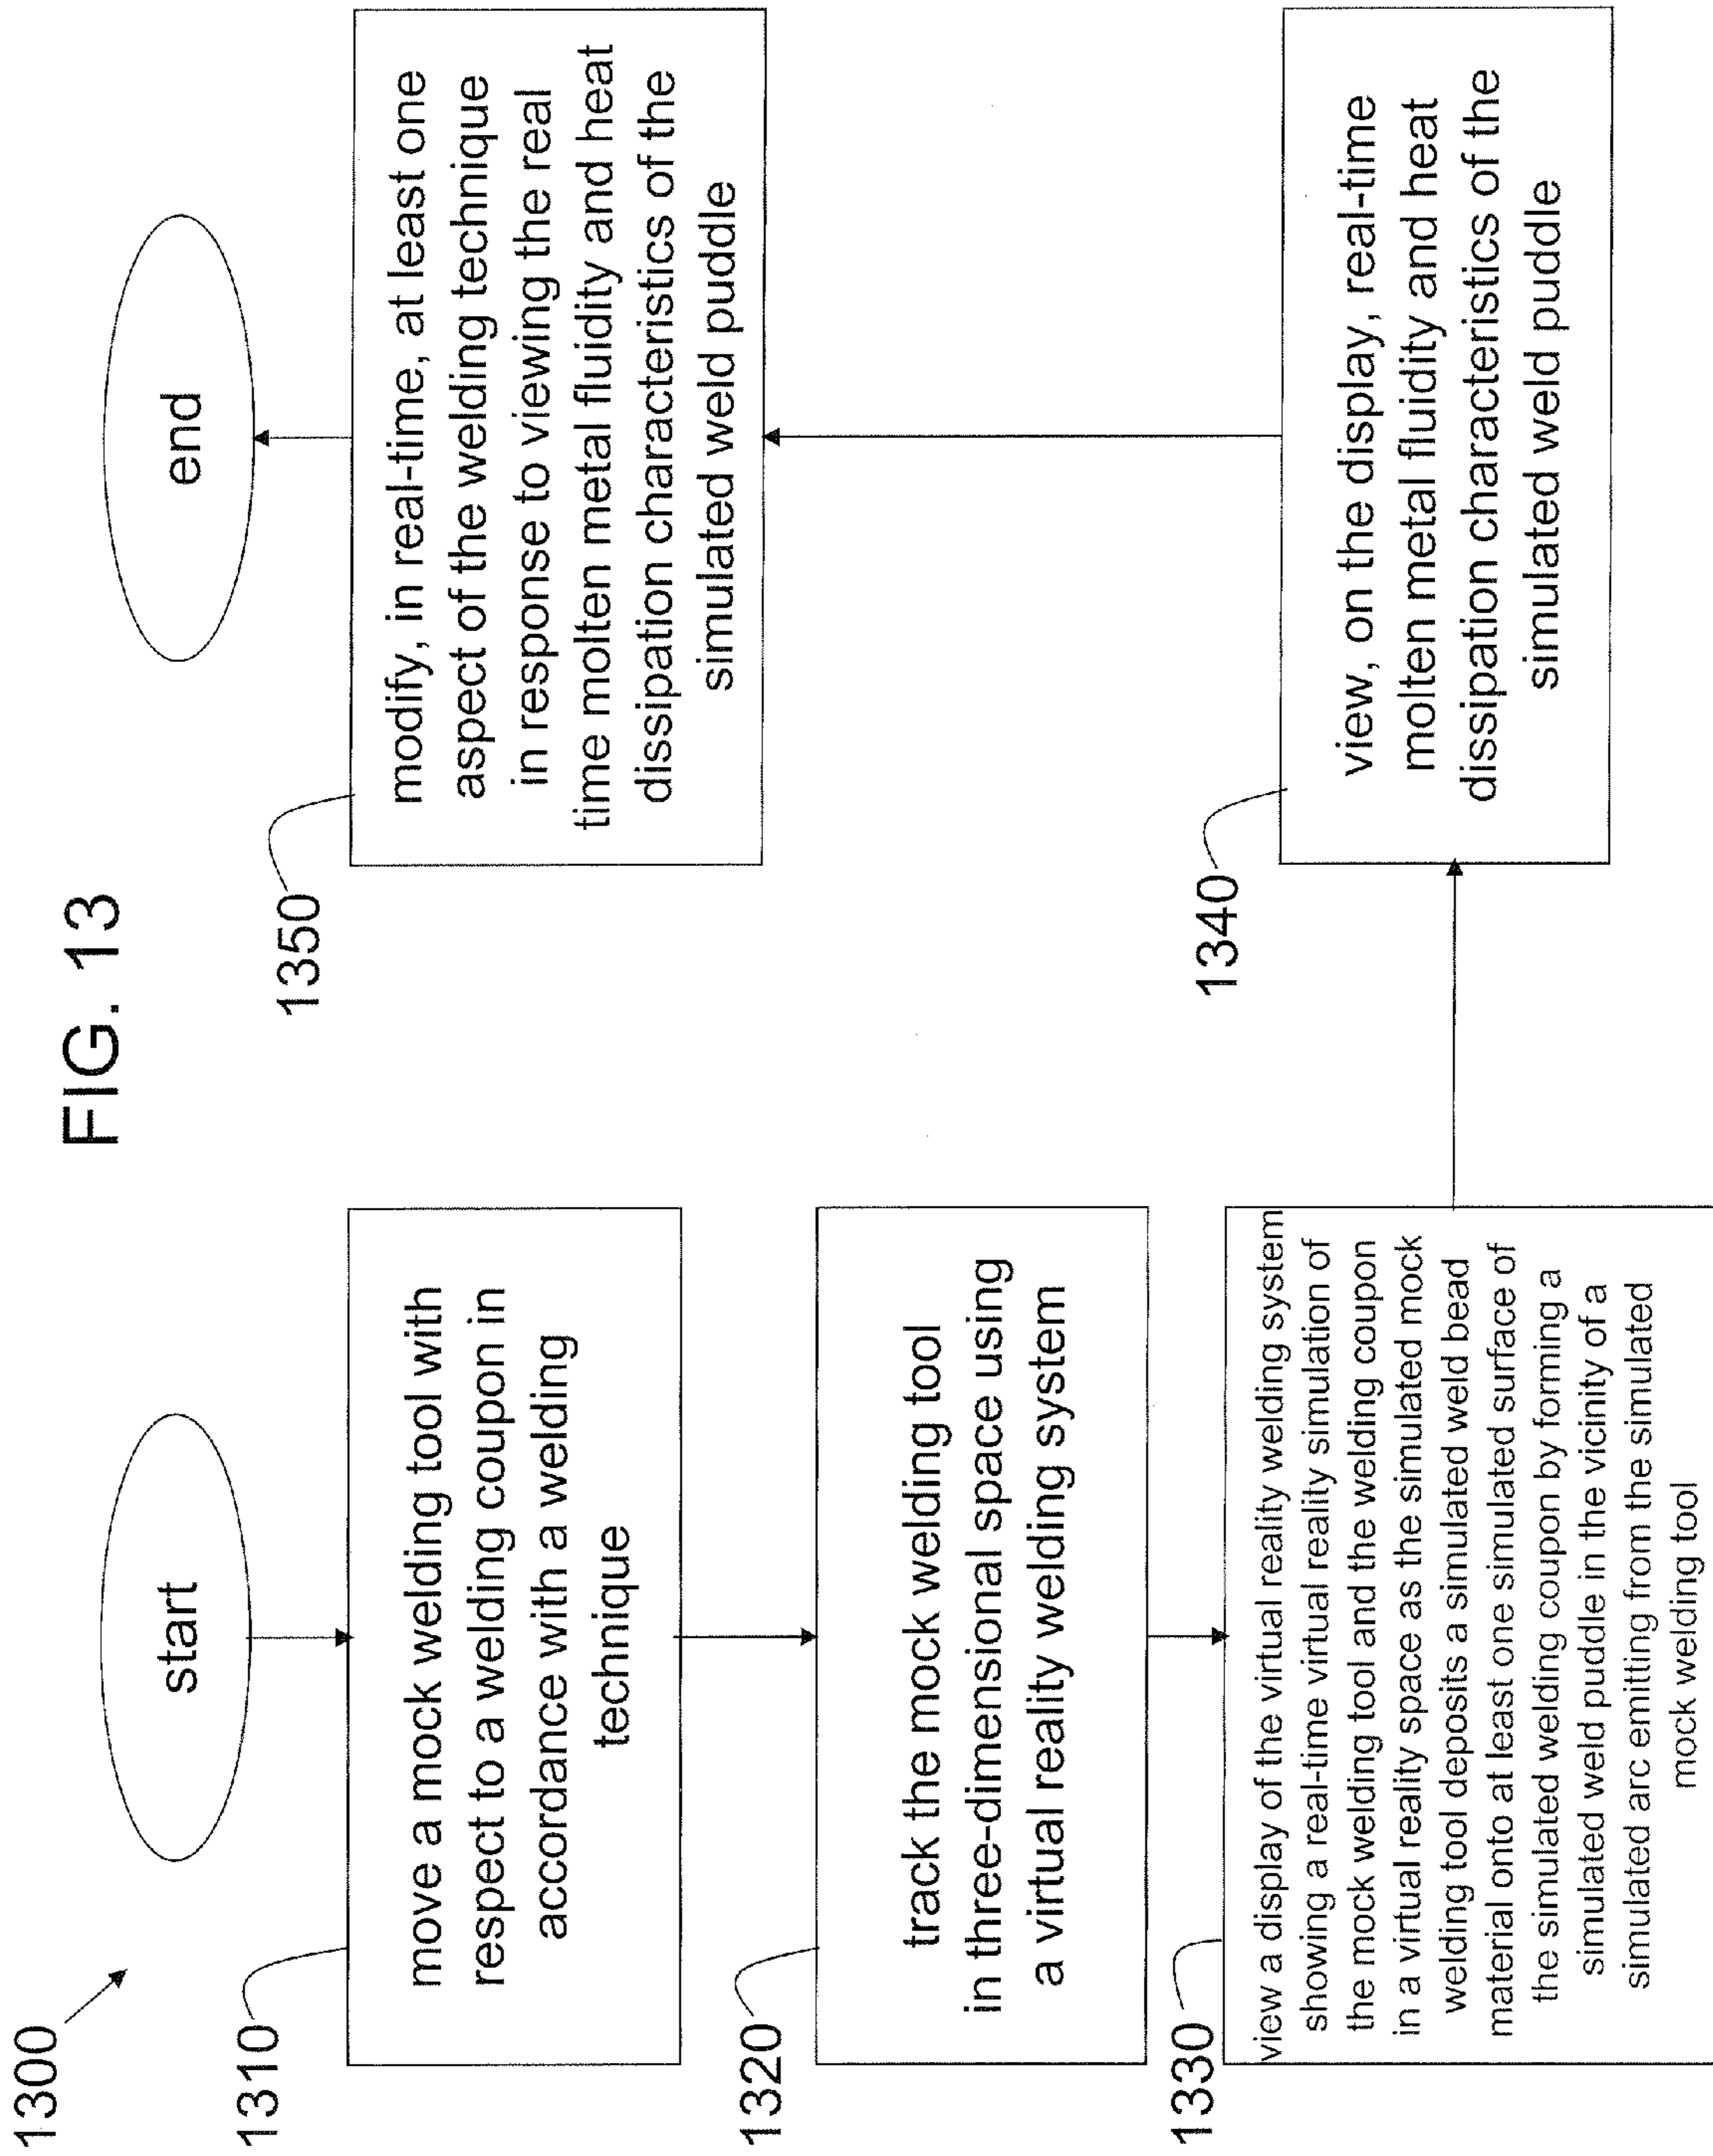 FIG. 13
1300
start
1310
move a mock welding tool with
respect to a welding coupon in
accordance with a welding
technique
1320
track the mock welding tool
in three-dimensional space using
a virtual reality welding system
1330
view a display of the virtual reality welding system
showing a real-time virtual reality simulation of
the mock welding tool and the welding coupon
in a virtual reality space as the simulated mock
welding tool deposits a simulated weld bead
material onto at least one simulated surface of
the simulated welding coupon by forming a
simulated weld puddle in the vicinity of a
simulated arc emitting from the simulated
mock welding tool
1340
view, on the display, real-time
molten metal fluidity and heat
dissipation characteristics of the
simulated weld puddle
1350
modify, in real-time, at least one
aspect of the welding technique
in response to viewing the real
time molten metal fluidity and heat
dissipation characteristics of the
simulated weld puddle
end